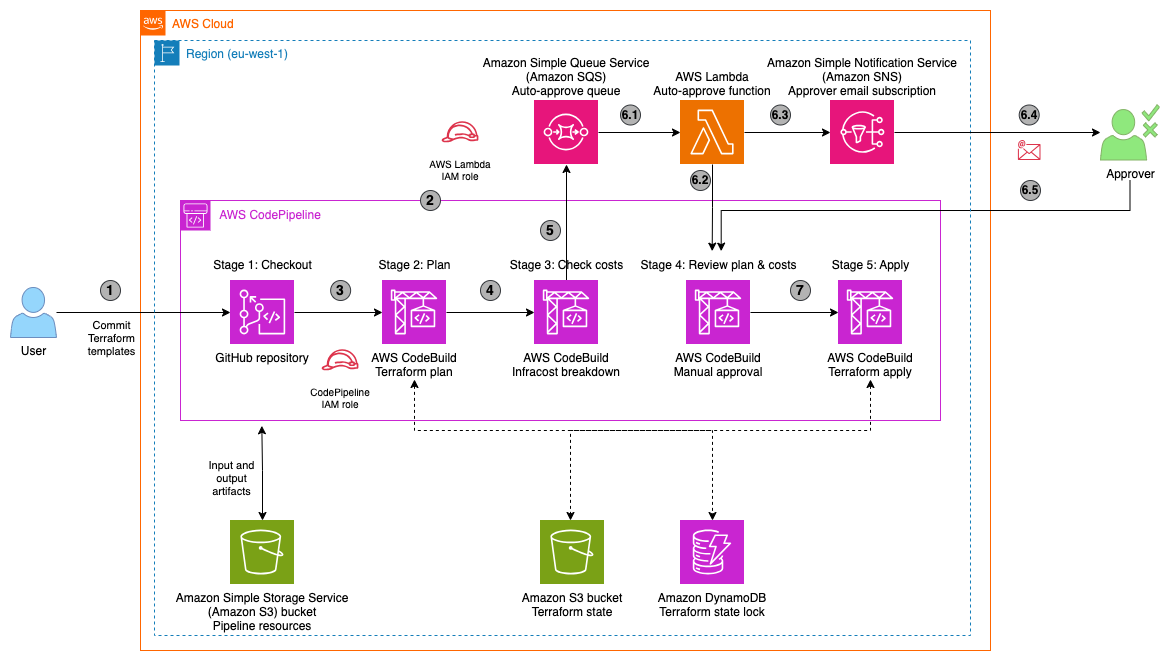 aws
AWS Cloud
Region (eu-west-1)
Amazon Simple Queue Service
(Amazon SQS)
Auto-approve queue
AWS Lambda
Auto-approve function
Amazon Simple Notification Service
(Amazon SNS)
Approver email subscription
6.1
6.3
6.4
AWS Lambda
IAM role
@
Approver
6.2
6.5
2
AWS CodePipeline
5
Stage 1: Checkout
Stage 2: Plan
Stage 3: Check costs
Stage 4: Review plan & costs
Stage 5: Apply
1
3
4
7
User
Commit
Terraform
templates
GitHub repository
AWS CodeBuild
Terraform plan
AWS CodeBuild
Infracost breakdown
AWS CodeBuild
Manual approval
AWS CodeBuild
Terraform apply
CodePipeline
IAM role
Input and
output
artifacts
Amazon Simple Storage Service
(Amazon S3) bucket
Pipeline resources
Amazon S3 bucket
Terraform state
Amazon DynamoDB
Terraform state lock